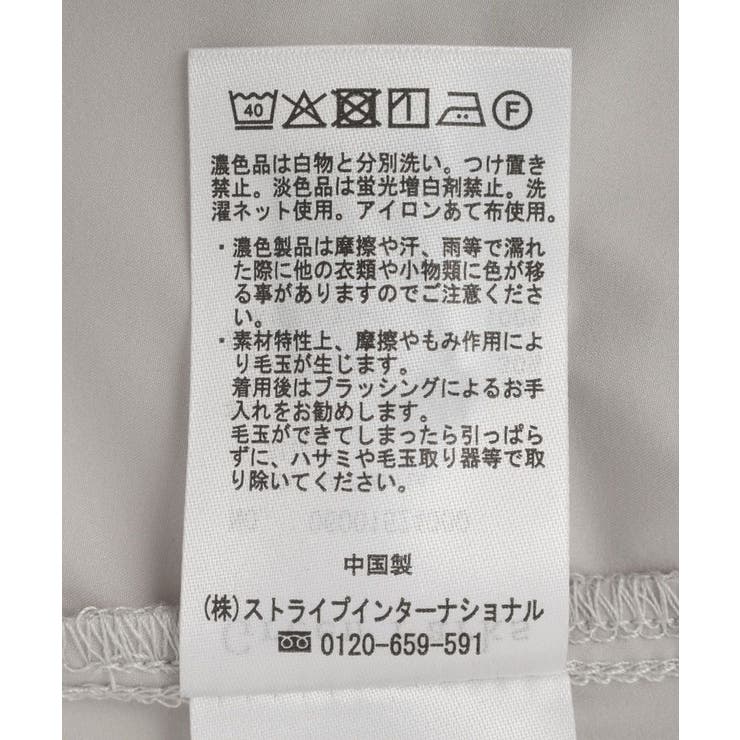 40 F
濃色品は白物と分別洗い。つけ置き
禁止。淡色品は蛍光増白剤禁止。洗
濯ネット使用。アイロンあて布使用。
・濃色製品は摩擦や汗、雨等で濡れ
た際に他の衣類や小物類に色が移
る事がありますのでご注意くださ
い。
・素材特性上、摩擦やもみ作用によ
り毛玉が生じます。
着用後はブラッシングによるお手
入れをお勧めします。
毛玉ができてしまったら引っぱら
ずに、ハサミや毛玉取り器等で取
り除いてください。
中国製
(株)ストライプインターナショナル
0120-659-591